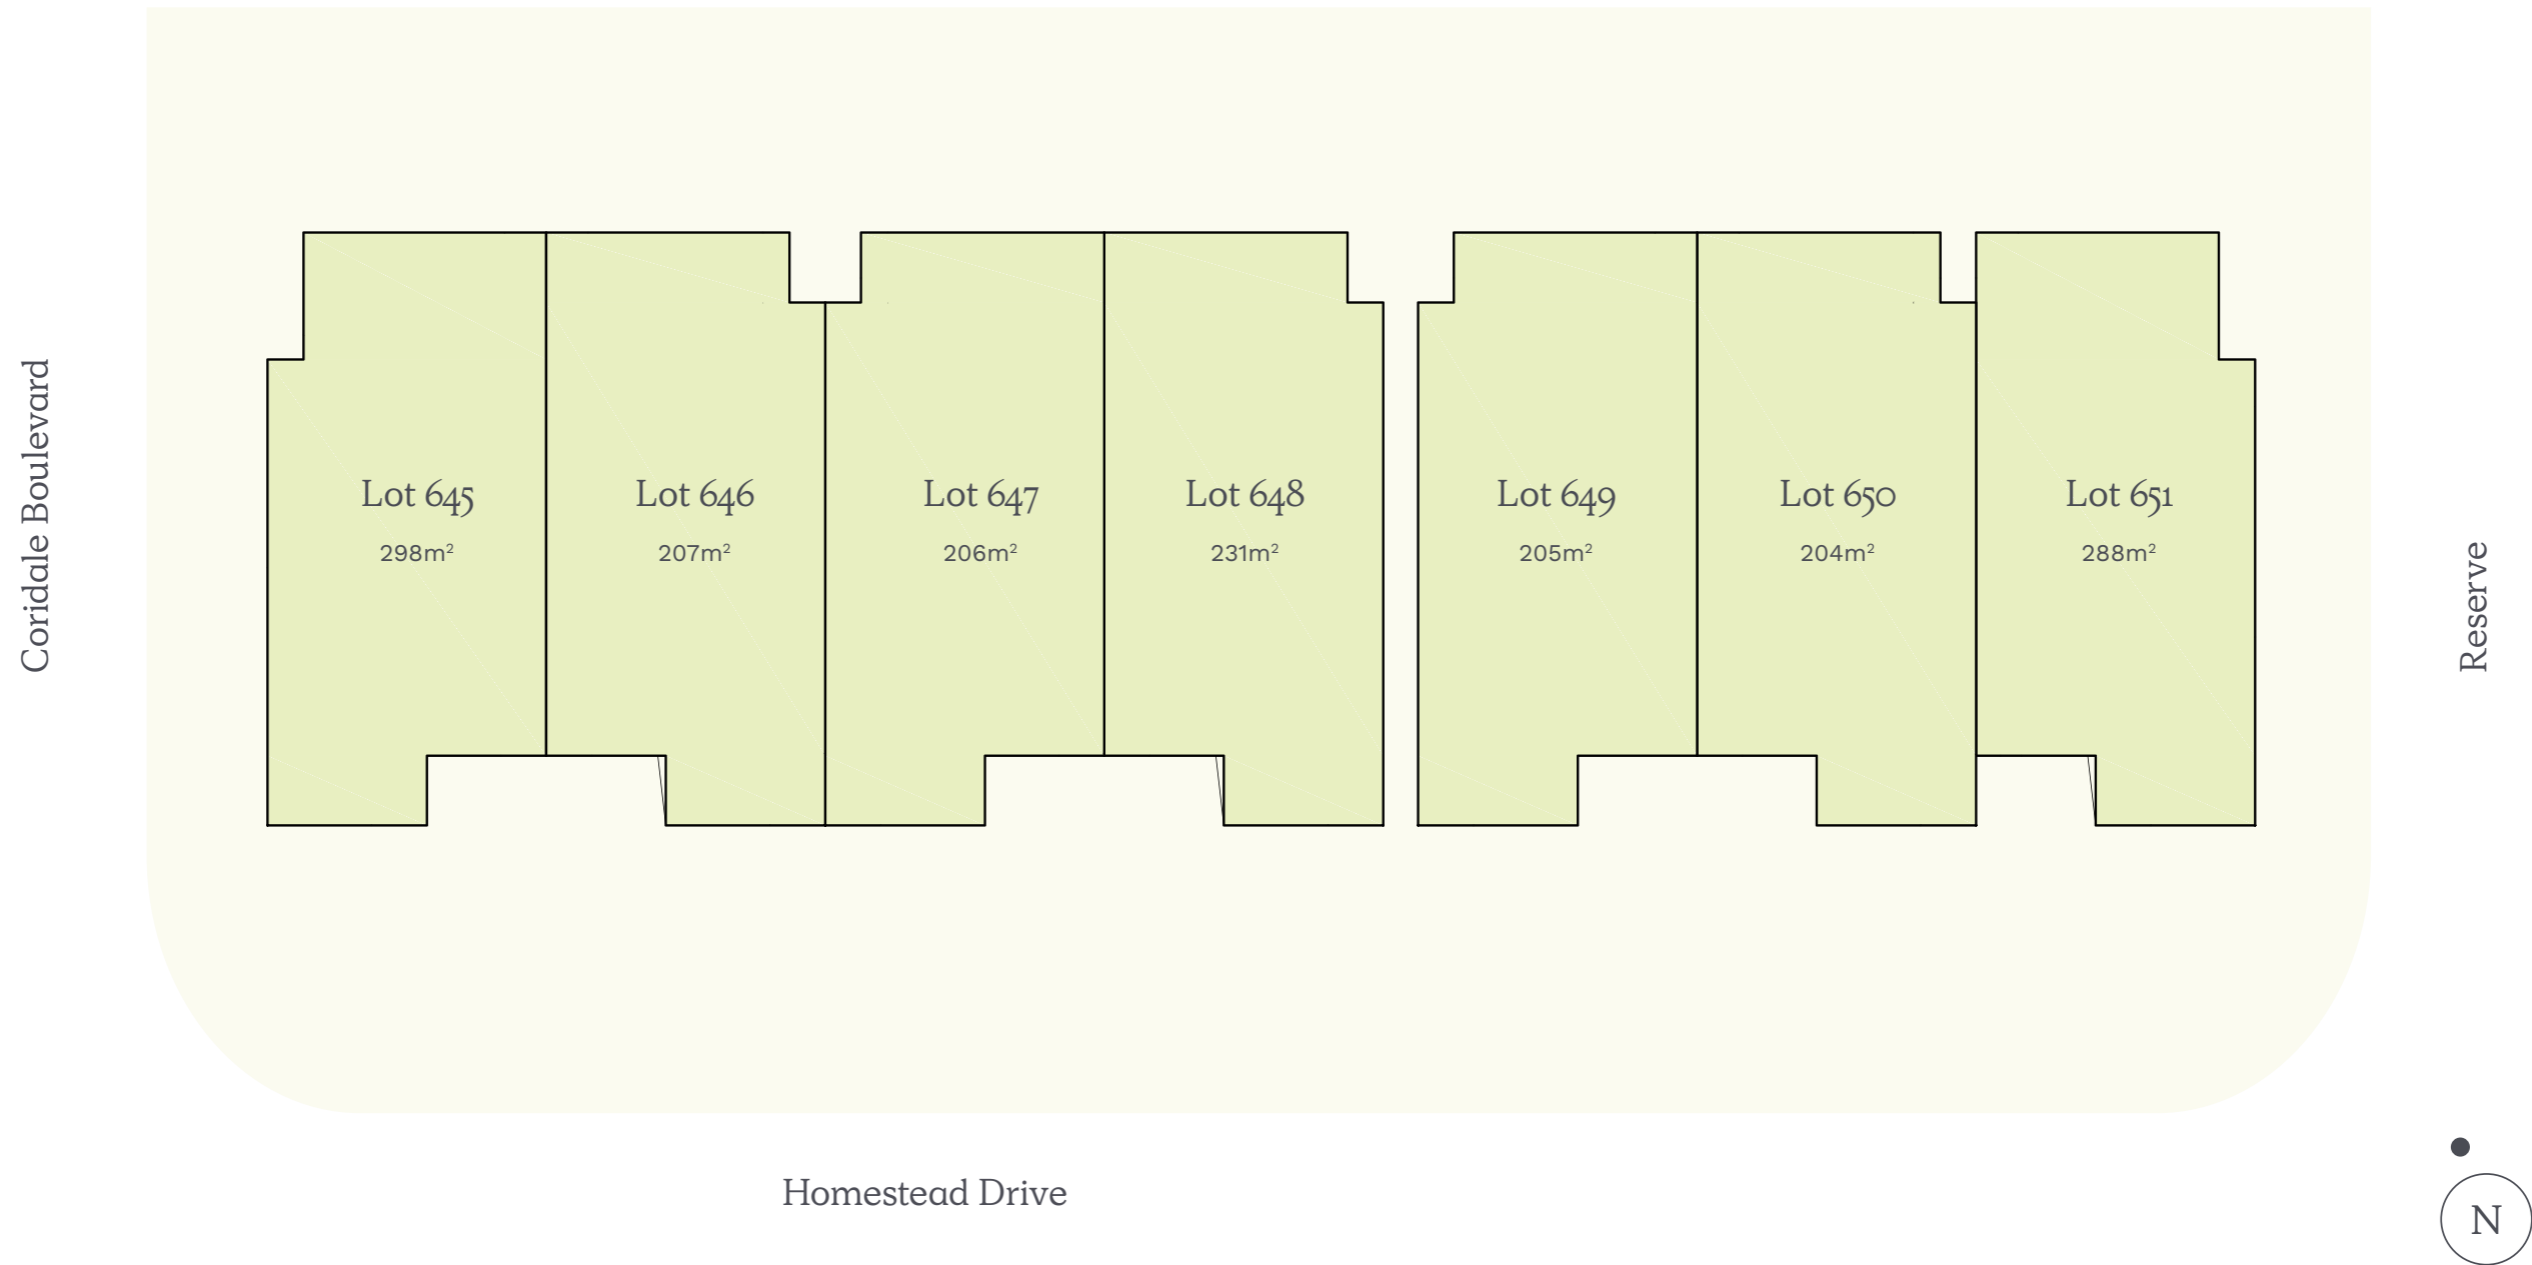 Coridale Boulevard
Lot 645
298m²
Lot 646
207m²
Lot 647
206m²
Lot 648
231m²
Lot 649
205m²
Lot 650
204m²
Lot 651
288m²
Reserve
Homestead Drive
N